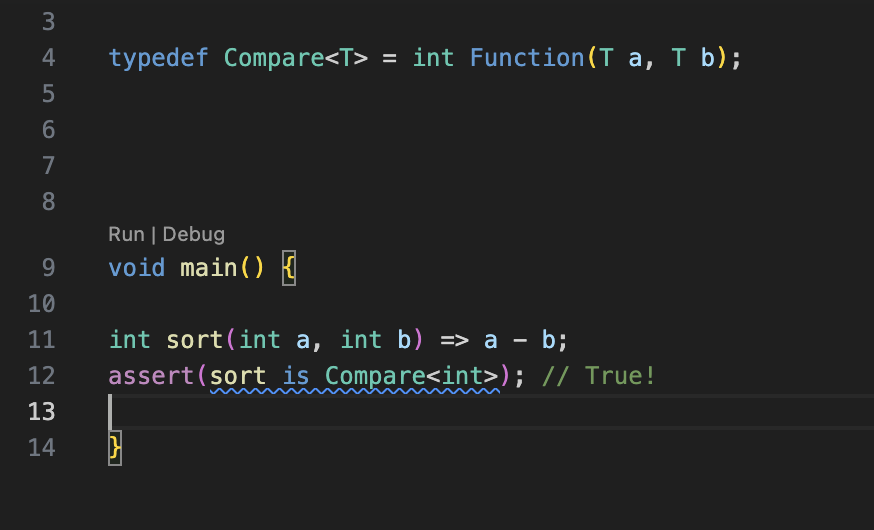 3
4 typedef Compare<T> = int Function(T a, T b);
5
6
7
8
Run | Debug
9 void main() {
10
11 int sort(int a, int b) => a - b;
12 assert(sort is Compare<int>); // True!
13
14 }